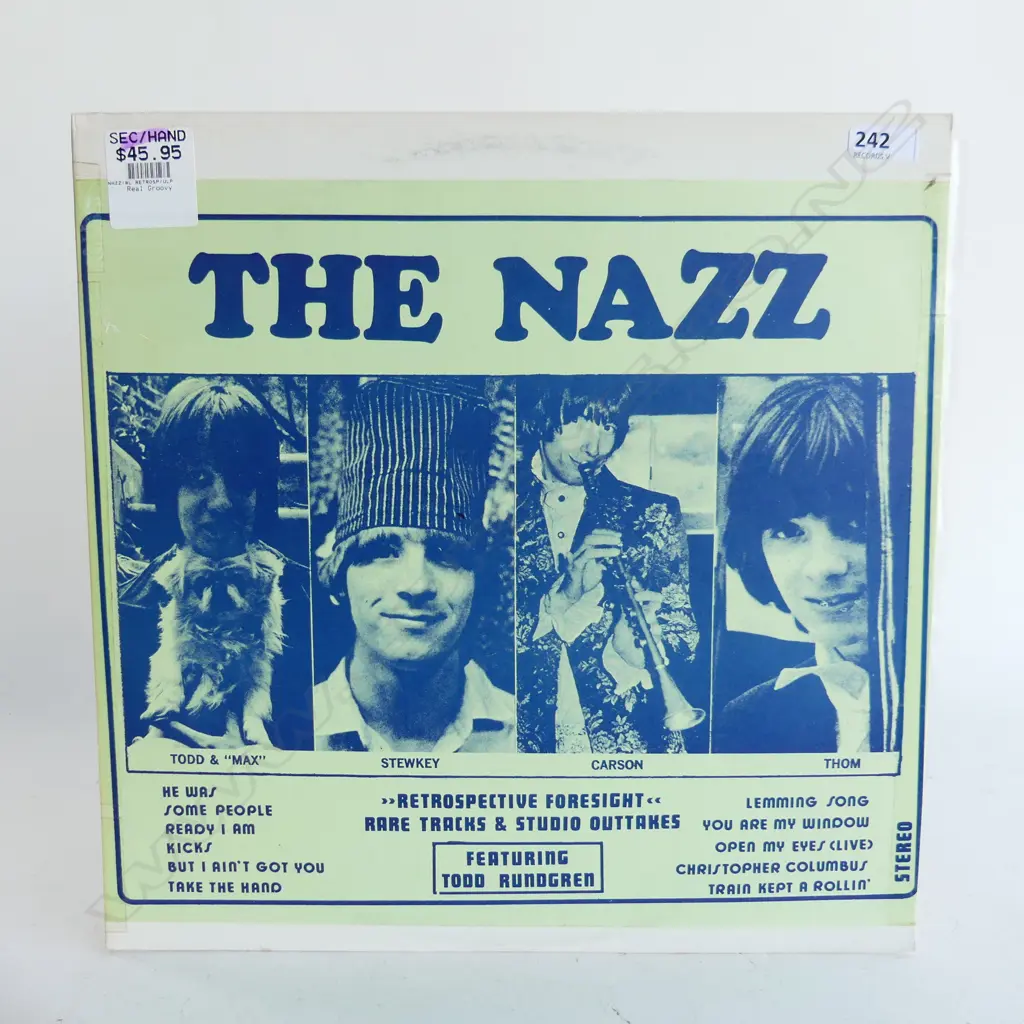 SEC/HAND
$45.95
Real Groovy
242
RECORDS V
THE NAZZ
TODD & "MAX"
STEWKEY
CARSON
THOM
HE WAS
SOME PEOPLE
READY I AM
KICKS
BUT I AIN'T GOT YOU
TAKE THE HAND
»RETROSPECTIVE FORESIGHT«
RARE TRACKS & STUDIO OUTTAKES
FEATURING
TODD RUNDGREN
LEMMING SONG
YOU ARE MY WINDOW
OPEN MY EYES (LIVE)
CHRISTOPHER COLUMBUS
TRAIN KEPT A ROLLIN'
STEREO